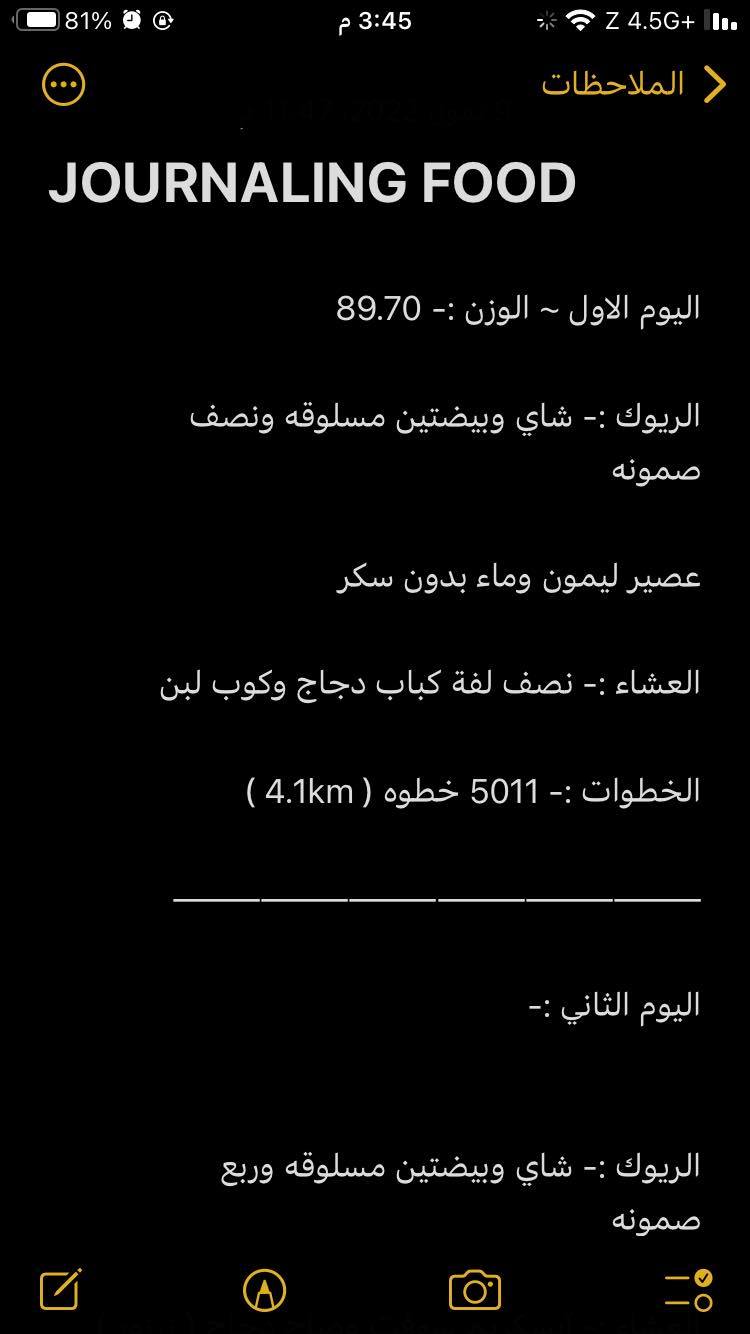 81%
3:45 م
Z 4.5G+
الملاحظات
JOURNALING FOOD
اليوم الاول ~ الوزن :- 89.70
الريوك :- شاي وبيضتين مسلوقه ونصف
صمونه
عصير ليمون وماء بدون سكر
العشاء :- نصف لفة كباب دجاج وكوب لبن
الخطوات :- 5011 خطوه ( 4.1km )
اليوم الثاني :-
الريوك :- شاي وبيضتين مسلوقه وربع
صمونه